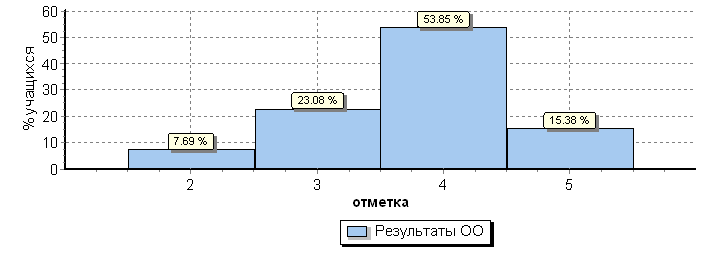 % учащихся
60
50
40
30
20
10
0
7.69 %
23.08 %
53.85 %
15.38 %
2 3 4 5
отметка
Результаты ОО